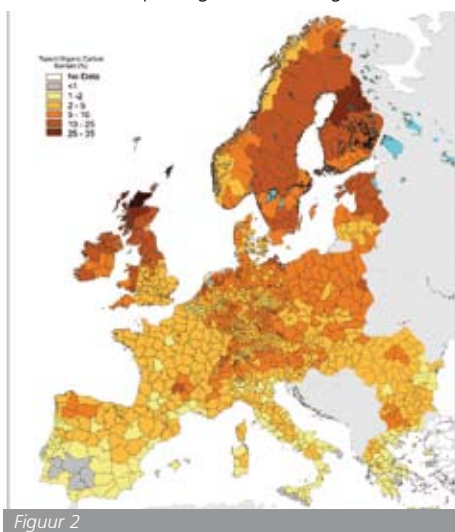 Topsoil Organic Carbon
Content (%)
No Data
<1
1 - 2
2 - 5
5 - 10
10 - 25
25 - 35
Figuur 2